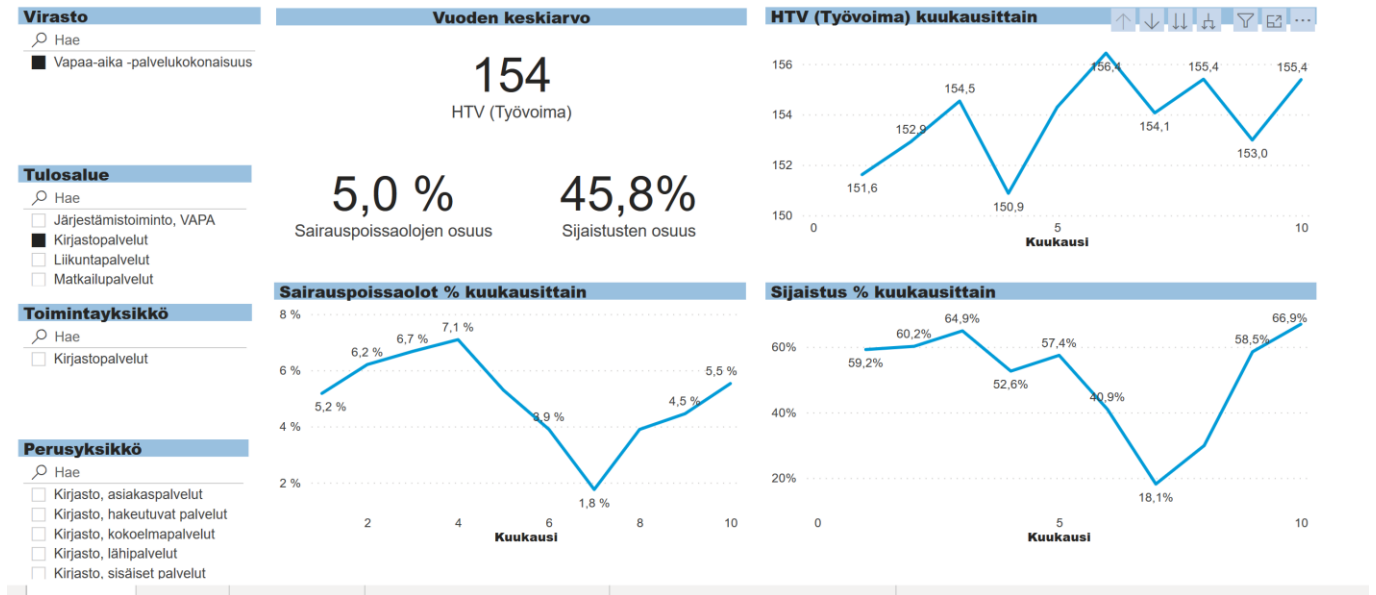 Virasto
Hae
Vapaa-aika -palvelukokonaisuus
Tulosalue
Hae
Järjestämistoiminto, VAPA
Kirjastopalvelut
Liikuntapalvelut
Matkailupalvelut
Toimintayksikkö
Hae
Kirjastopalvelut
Perusyksikkö
Hae
Kirjasto, asiakaspalvelut
Kirjasto, hakeutuvat palvelut
Kirjasto, kokoelmapalvelut
Kirjasto, lähipalvelut
Kirjasto, sisäiset palvelut
Vuoden keskiarvo
154
HTV (Työvoima)
5,0 %
Sairauspoissaolojen osuus
45,8%
Sijaistusten osuus
HTV (Työvoima) kuukausittain
156
154
152
150
151,6
152,9
154,5
150,9
156,4
154,1
155,4
153,0
155,4
0
5
10
Kuukausi
Sairauspoissaolot % kuukausittain
8 %
6 %
4 %
2 %
5,2 %
6,2 %
6,7 %
7,1 %
3,9 %
1,8 %
4,5 %
5,5 %
2
4
6
8
10
Kuukausi
Sijaistus % kuukausittain
60%
40%
20%
59,2%
60,2%
64,9%
52,6%
57,4%
40,9%
18,1%
58,5%
66,9%
0
5
10
Kuukausi